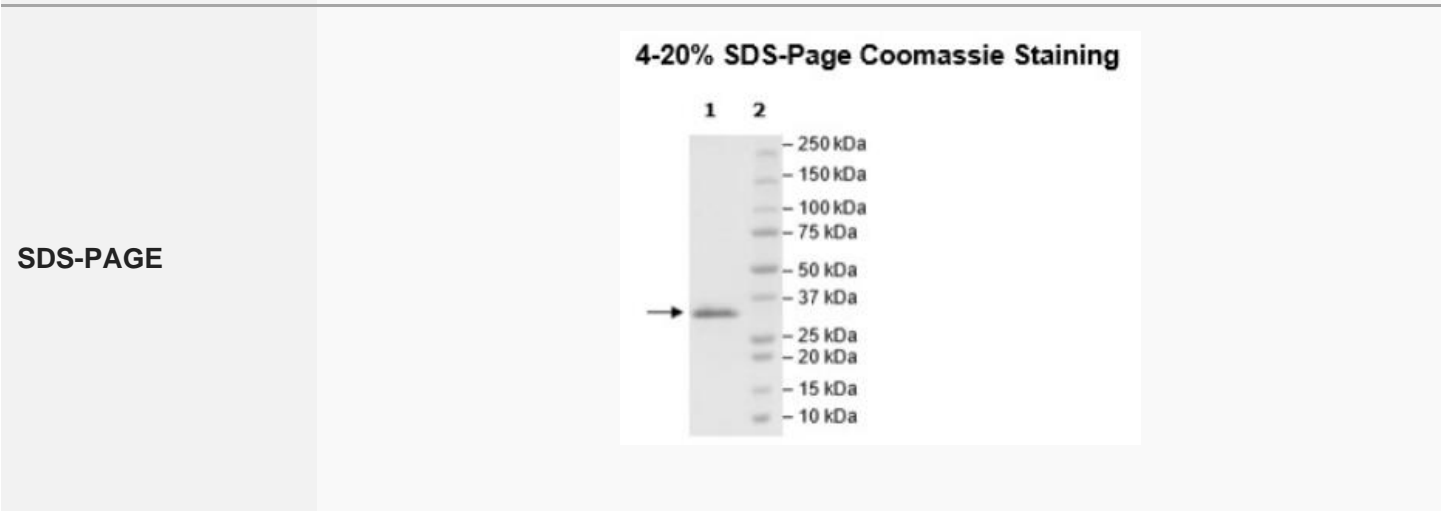 4-20% SDS-Page Coomassie Staining
1 2
– 250 kDa
– 150 kDa
– 100 kDa
– 75 kDa
SDS-PAGE
– 50 kDa
– 37 kDa
– 25 kDa
– 20 kDa
– 15 kDa
– 10 kDa